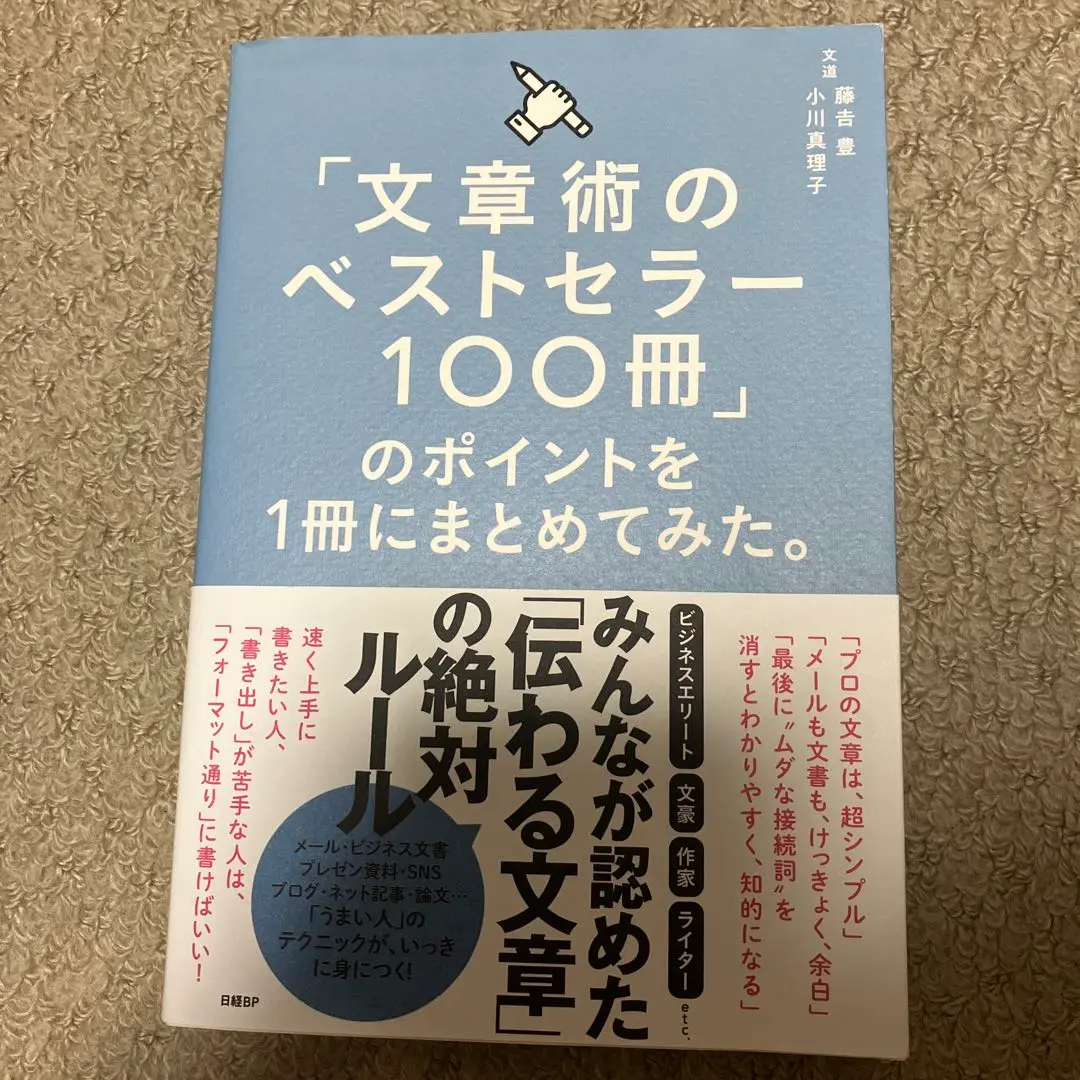 文道 藤𠮷 豊
小川真理子
「文章術の
ベストセラー
100冊」
のポイントを
1冊にまとめてみた。
「プロの文章は、超シンプル」
「メールも文書も、けっきょく、余白」
「最後に〝ムダな接続詞〟を
消すとわかりやすく、知的になる」
ビジネスエリート 文豪 作家 ライター etc.
みんなが認めた
「伝わる文章」
の絶対
ルール
速く上手に
書きたい人、
「書き出し」が苦手な人は、
「フォーマット通り」に書けばいい!
メール・ビジネス文書
プレゼン資料・SNS
ブログ・ネット記事・論文…
「うまい人」の
テクニックが、いっき
に身につく!
日経BP